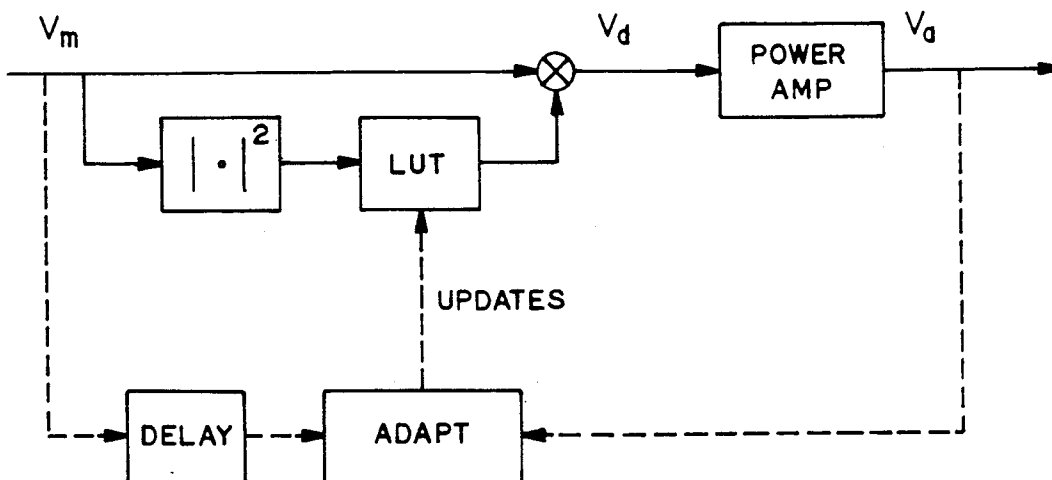 Vm
Vd
Va
POWER
AMP
| • |2
LUT
UPDATES
DELAY
ADAPT